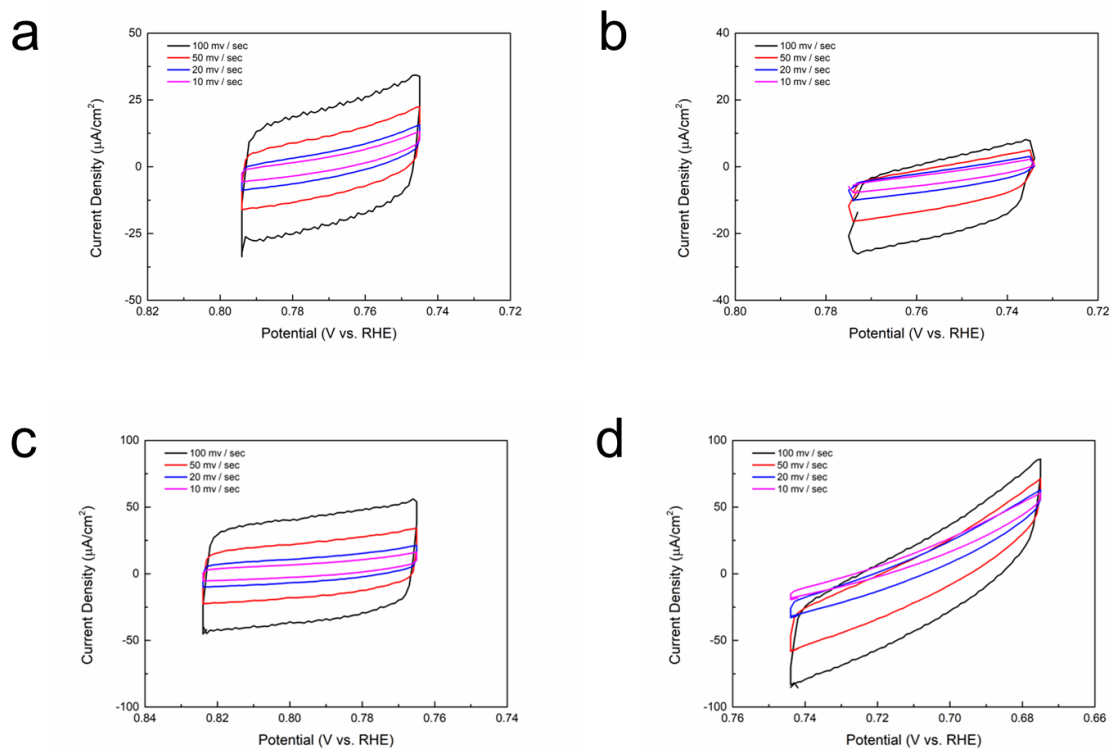 a
100 mv / sec
50 mv / sec
20 mv / sec
10 mv / sec
50
25
0
-25
-50
0.82
0.80
0.78
0.76
0.74
0.72
Current Density (μA/cm²)
Potential (V vs. RHE)
b
100 mv / sec
50 mv / sec
20 mv / sec
10 mv / sec
40
20
0
-20
-40
0.80
0.78
0.76
0.74
0.72
Current Density (μA/cm²)
Potential (V vs. RHE)
c
100 mv / sec
50 mv / sec
20 mv / sec
10 mv / sec
100
50
0
-50
-100
0.84
0.82
0.80
0.78
0.76
0.74
Current Density (μA/cm²)
Potential (V vs. RHE)
d
100 mv / sec
50 mv / sec
20 mv / sec
10 mv / sec
100
50
0
-50
-100
0.76
0.74
0.72
0.70
0.68
0.66
Current Density (μA/cm²)
Potential (V vs. RHE)